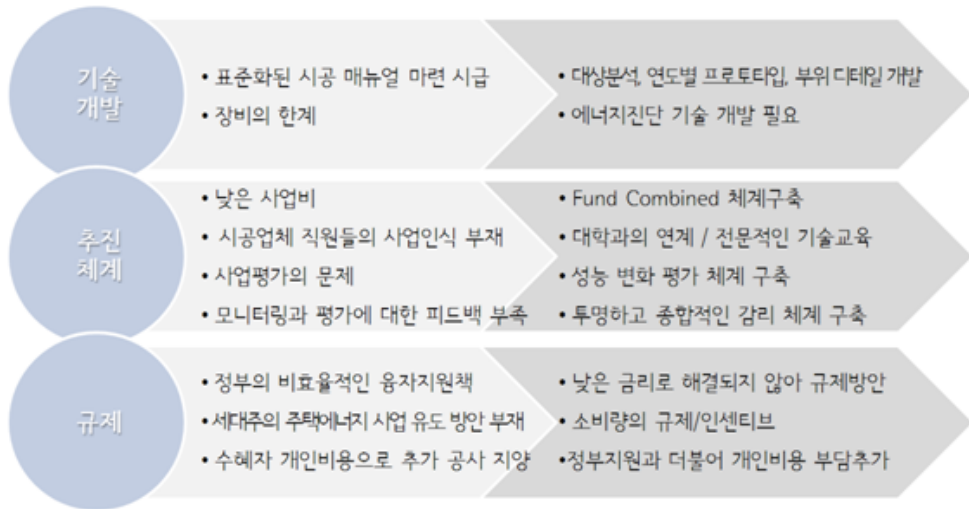 기술
개발
• 표준화된 시공 매뉴얼 마련 시급
• 장비의 한계
• 대상분석, 연도별 프로토타입, 부위 디테일 개발
• 에너지진단 기술 개발 필요
추진
체계
• 낮은 사업비
• 시공업체 직원들의 사업인식 부재
• 사업평가의 문제
• 모니터링과 평가에 대한 피드백 부족
• Fund Combined 체계구축
• 대학과의 연계 / 전문적인 기술교육
• 성능 변화 평가 체계 구축
• 투명하고 종합적인 감리 체계 구축
규제
• 정부의 비효율적인 융자지원책
• 세대주의 주택에너지 사업 유도 방안 부재
• 수혜자 개인비용으로 추가 공사 지양
• 낮은 금리로 해결되지 않아 규제방안
• 소비량의 규제/인센티브
•정부지원과 더불어 개인비용 부담추가